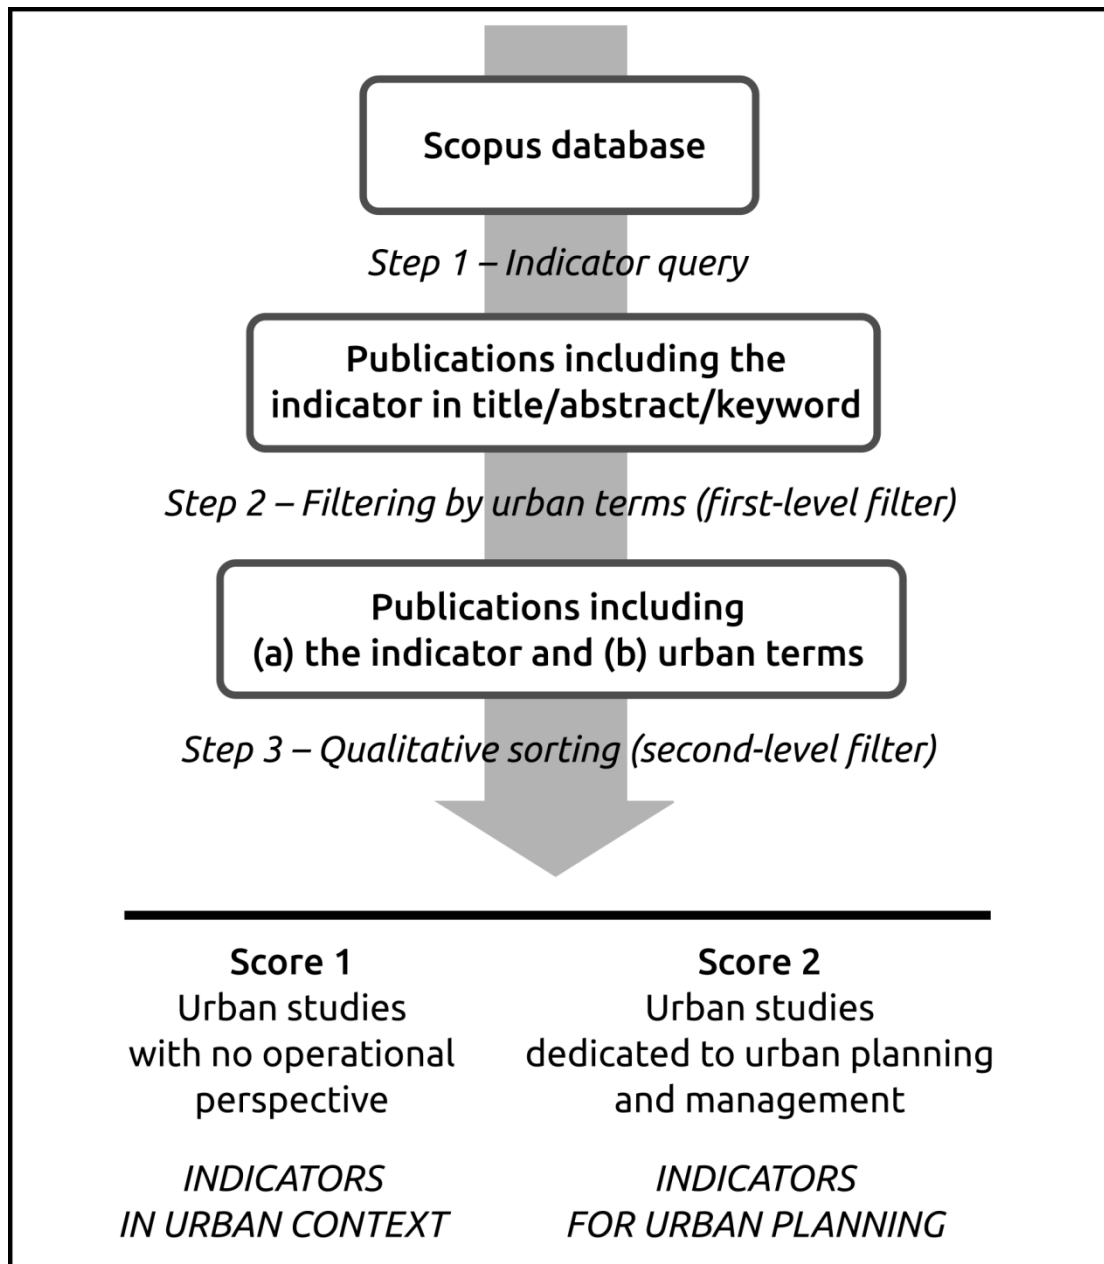 Scopus database
Step 1 – Indicator query
Publications including the
indicator in title/abstract/keyword
Step 2 – Filtering by urban terms (first-level filter)
Publications including
(a) the indicator and (b) urban terms
Step 3 – Qualitative sorting (second-level filter)
Score 1
Urban studies
with no operational
perspective
INDICATORS
IN URBAN CONTEXT
Score 2
Urban studies
dedicated to urban planning
and management
INDICATORS
FOR URBAN PLANNING